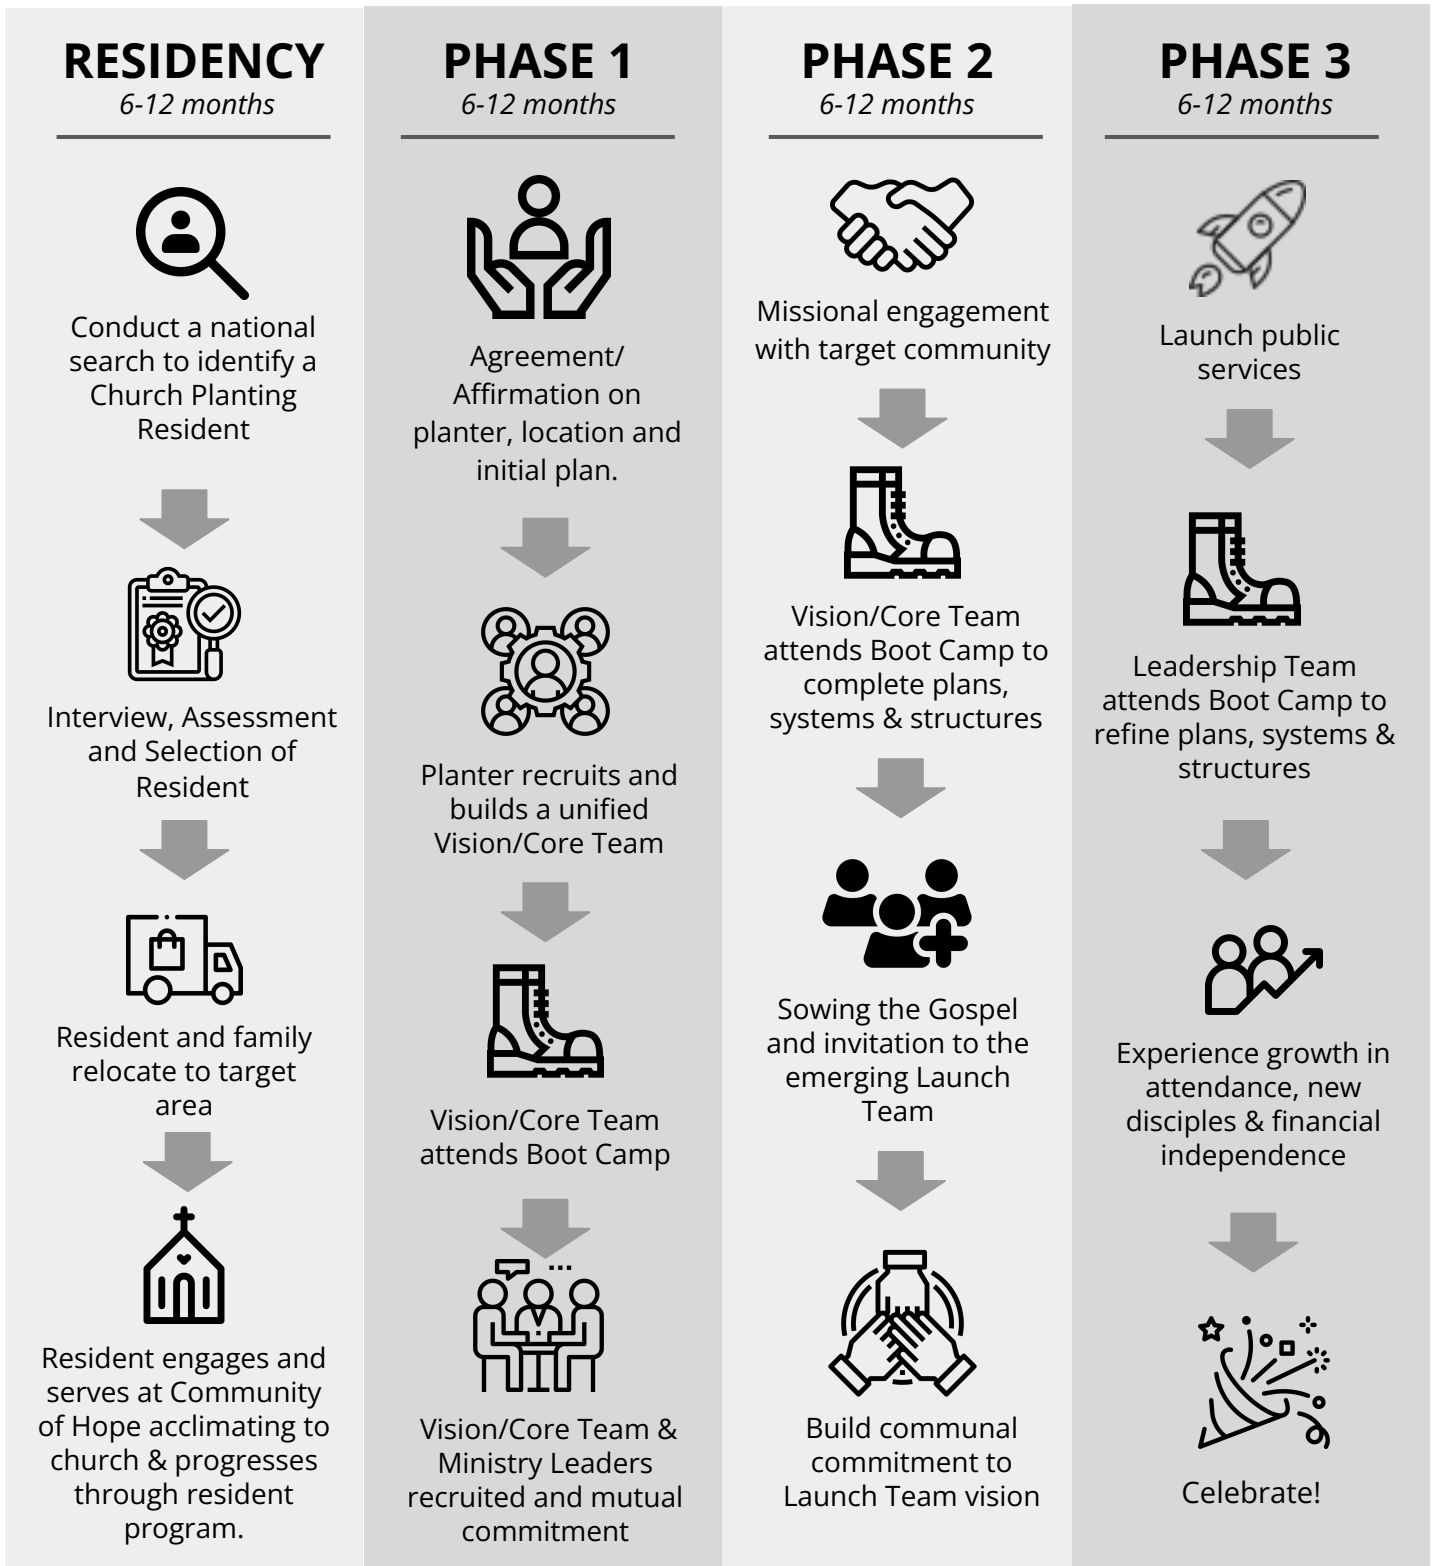 RESIDENCY
6-12 months
Conduct a national
search to identify a
Church Planting
Resident
Interview, Assessment
and Selection of
Resident
Resident and family
relocate to target
area
Resident engages and
serves at Community
of Hope acclimating to
church & progresses
through resident
program.
PHASE 1
6-12 months
Agreement/
Affirmation on
planter, location and
initial plan.
Planter recruits and
builds a unified
Vision/Core Team
Vision/Core Team
attends Boot Camp
Vision/Core Team &
Ministry Leaders
recruited and mutual
commitment
PHASE 2
6-12 months
Missional engagement
with target community
Vision/Core Team
attends Boot Camp to
complete plans,
systems & structures
Sowing the Gospel
and invitation to the
emerging Launch
Team
Build communal
commitment to
Launch Team vision
PHASE 3
6-12 months
Launch public
services
Leadership Team
attends Boot Camp to
refine plans, systems &
structures
Experience growth in
attendance, new
disciples & financial
independence
Celebrate!